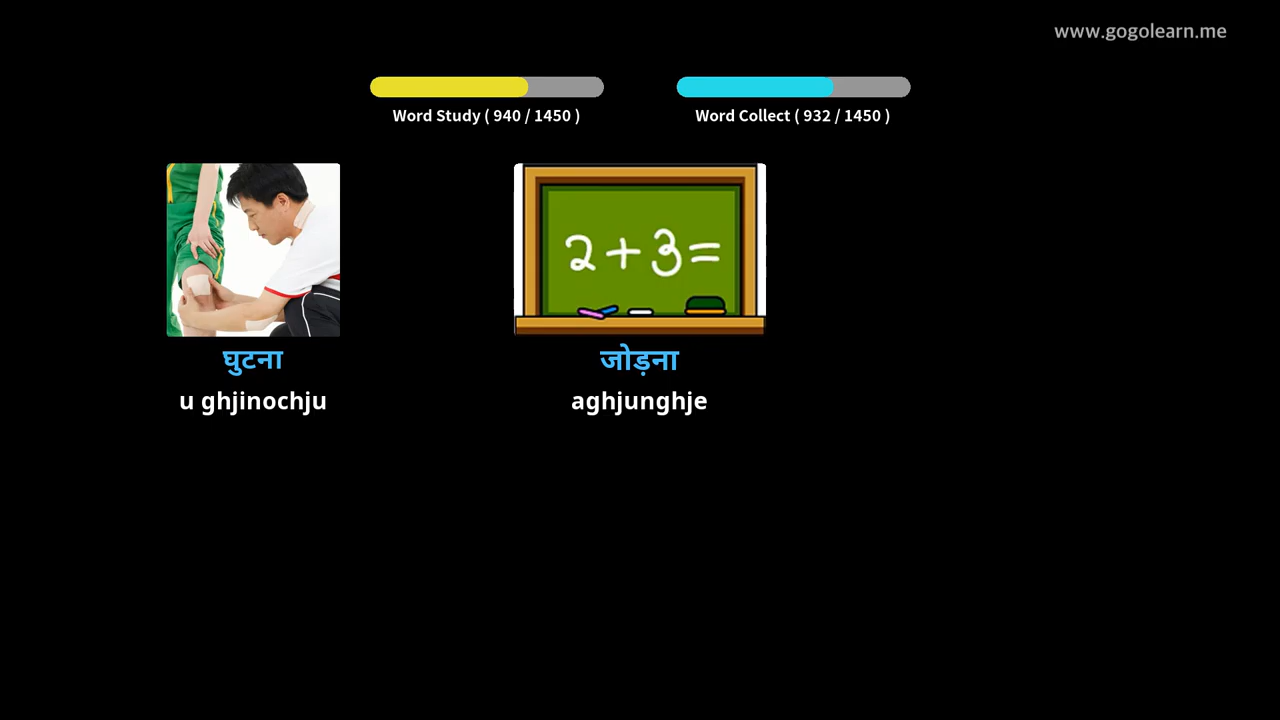 www.gogolearn.me
Word Study ( 940 / 1450 )
Word Collect ( 932 / 1450 )
2+3=
घुटना
जोड़ना
u ghjinochju
aghjunghje